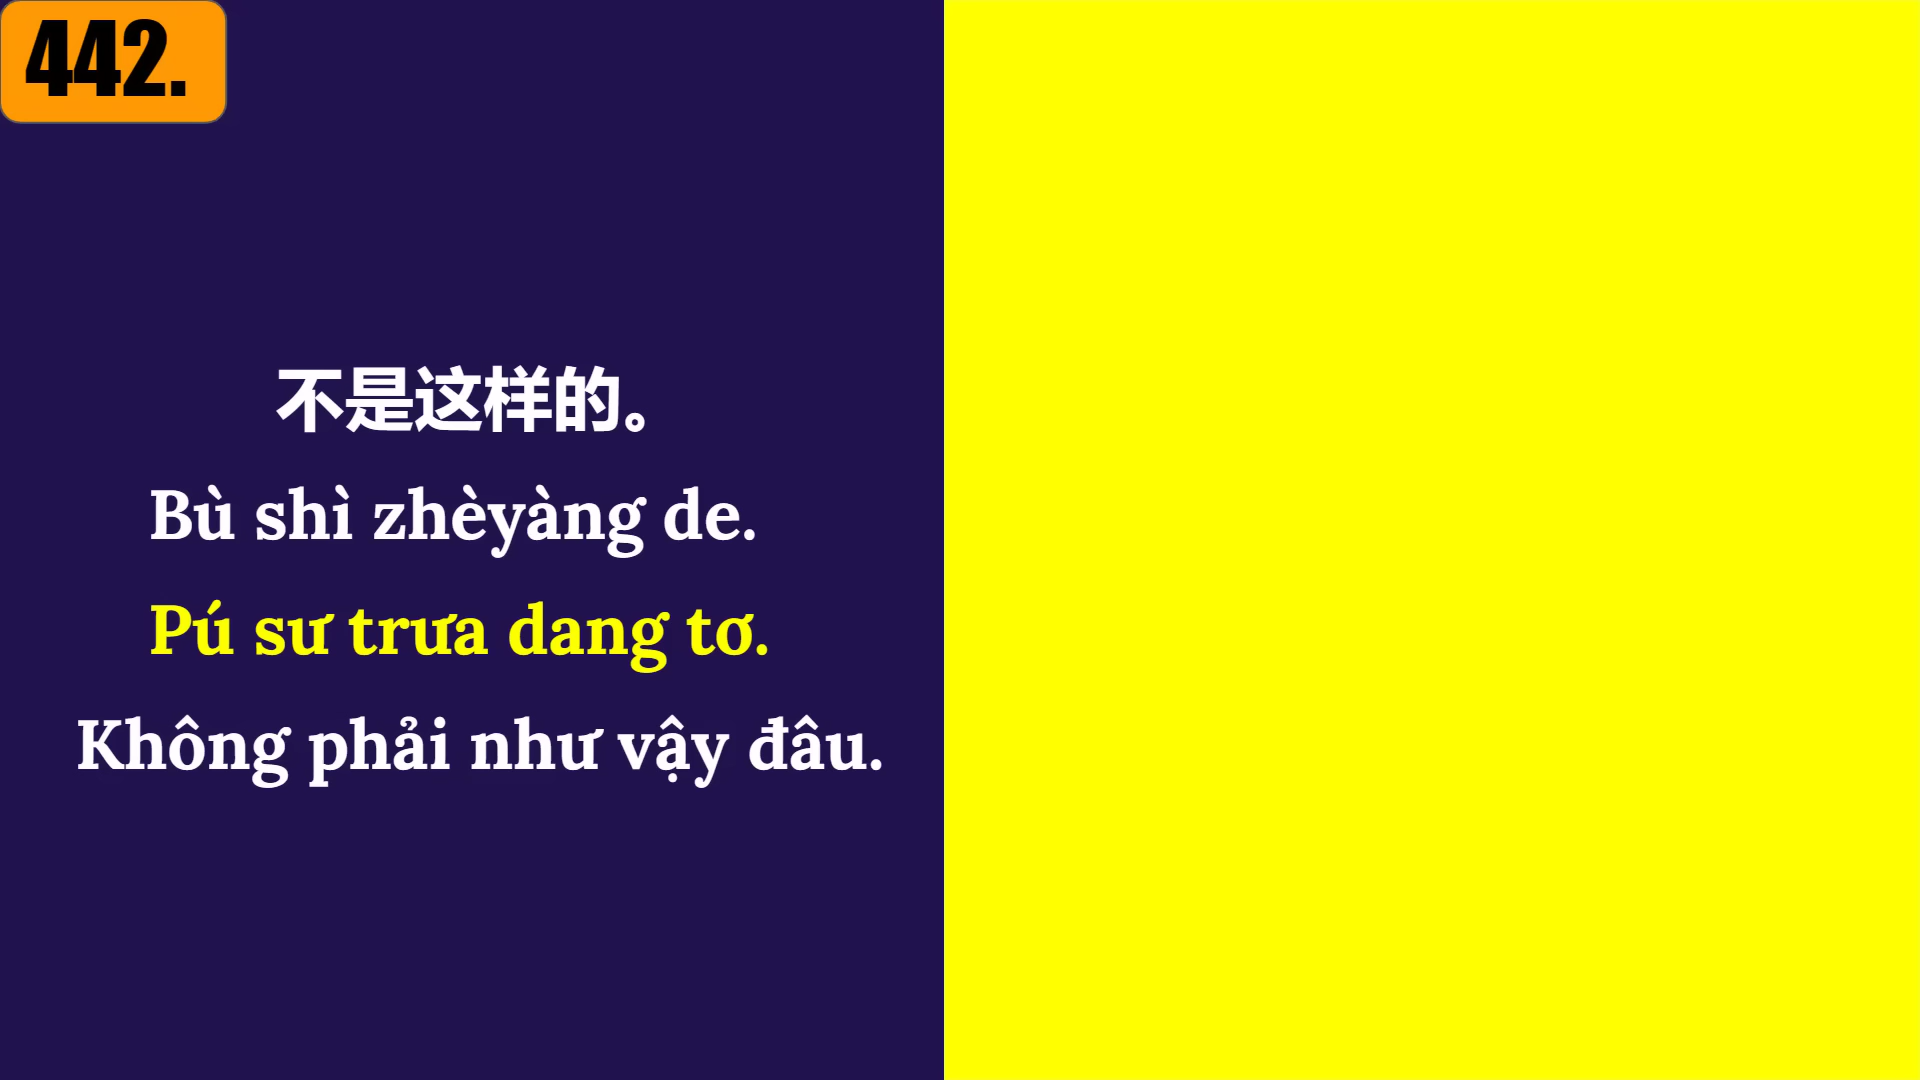 442.
不是这样的。
Bù shì zhèyàng de.
Pú sư trưa dang tơ.
Không phải như vậy đâu.